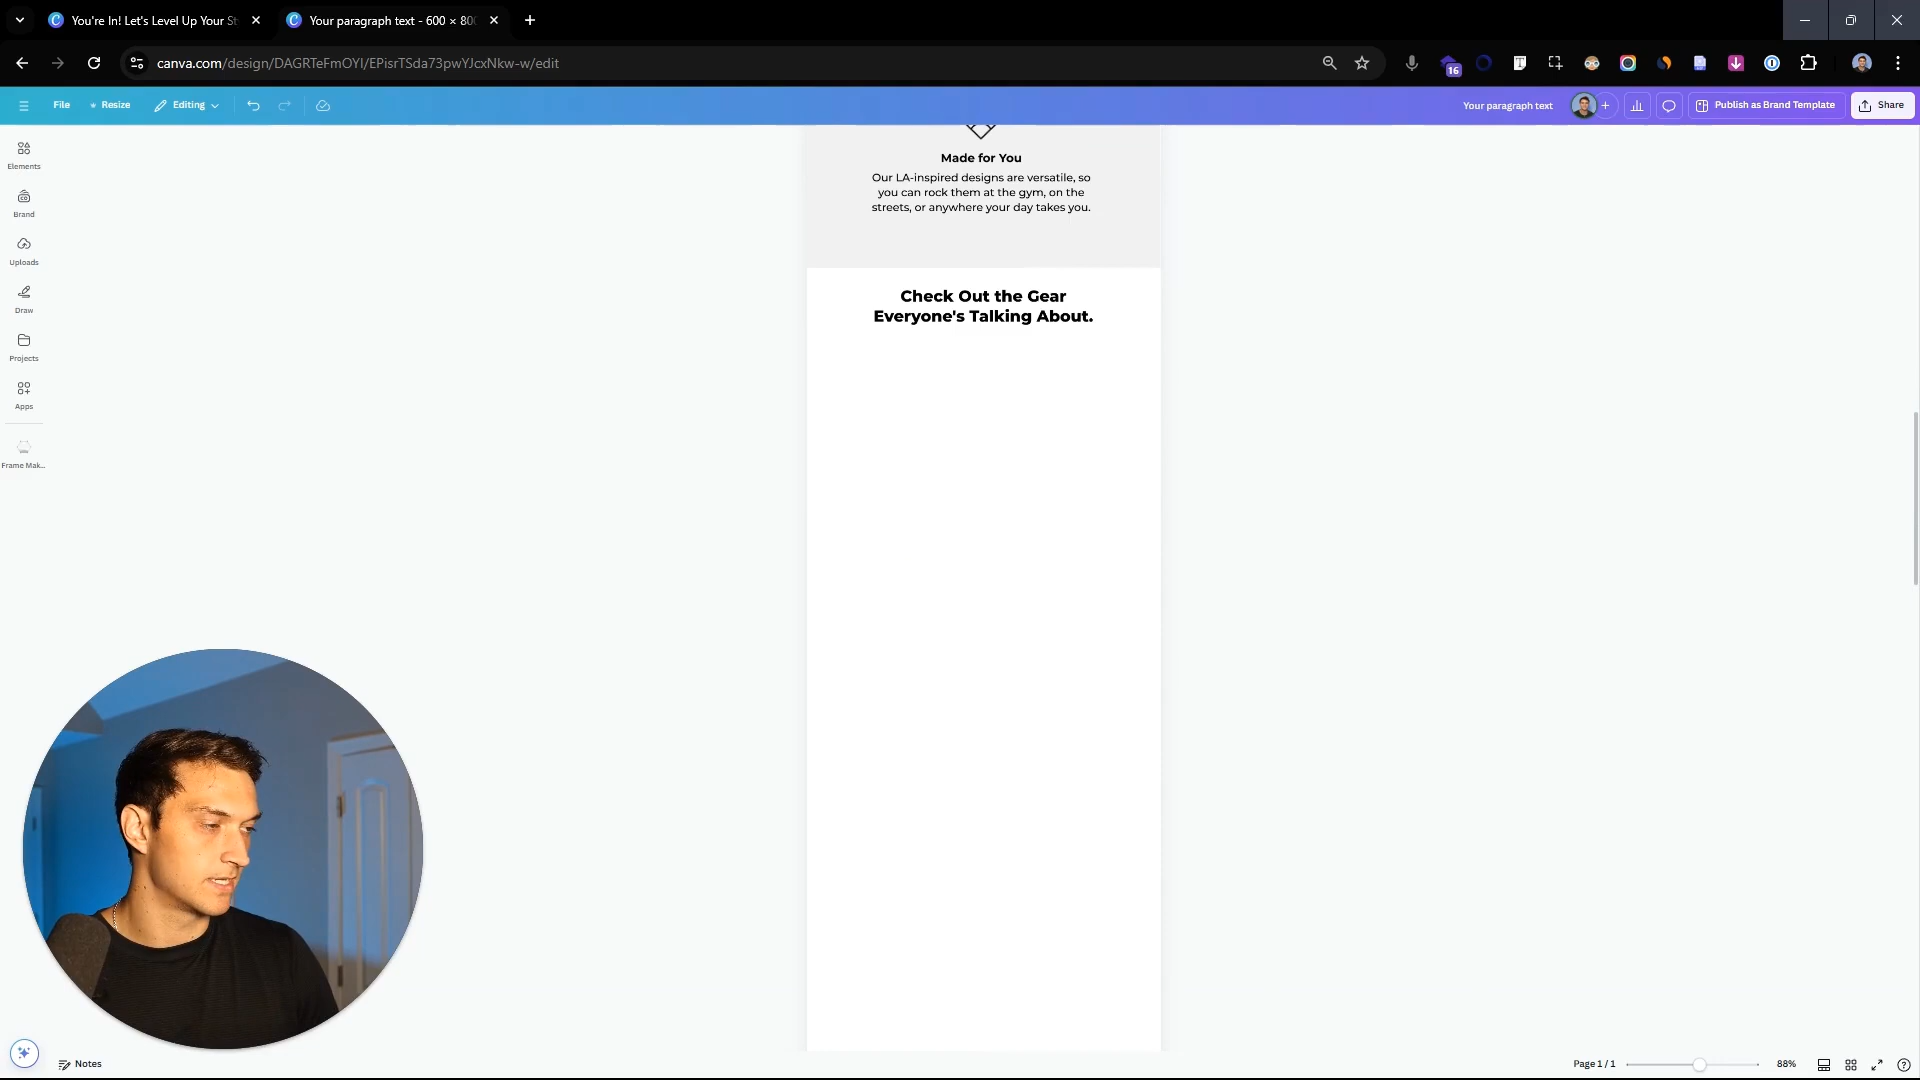 You're In! Let's Level Up Your St
Your paragraph text - 600 × 800
canva.com/design/DAGRTeFmOYI/EPisrTSda73pwYJcxNkw-w/edit
16
File
Resize
Editing
Your paragraph text
Publish as Brand Template
Share
Elements
Brand
Uploads
Draw
Projects
Apps
Frame Mak...
Made for You
Our LA-inspired designs are versatile, so
you can rock them at the gym, on the
streets, or anywhere your day takes you.
Check Out the Gear
Everyone's Talking About.
Notes
Page 1 / 1
88%